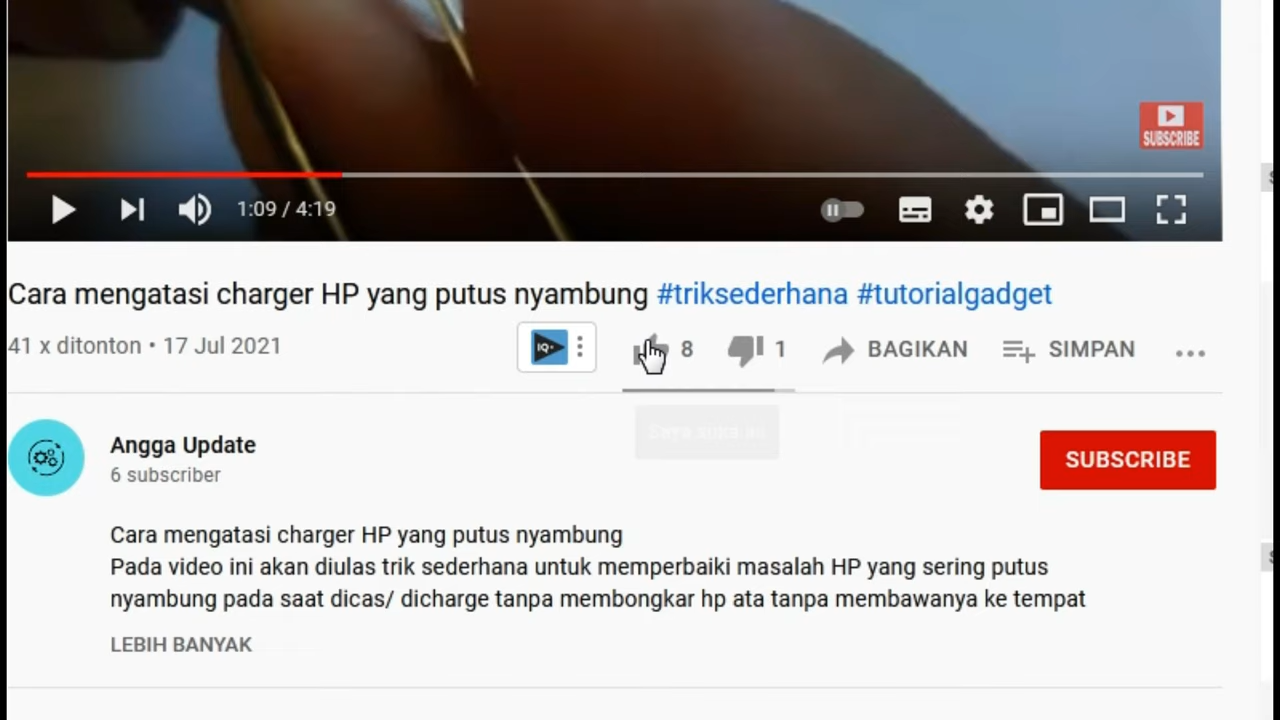 SUBSCRIBE
1:09 / 4:19
Cara mengatasi charger HP yang putus nyambung #triksederhana #tutorialgadget
41 x ditonton • 17 Jul 2021
IQ
8
1
BAGIKAN
SIMPAN
Angga Update
6 subscriber
SUBSCRIBE
Cara mengatasi charger HP yang putus nyambung
Pada video ini akan diulas trik sederhana untuk memperbaiki masalah HP yang sering putus
nyambung pada saat dicas/ dicharge tanpa membongkar hp ata tanpa membawanya ke tempat
LEBIH BANYAK